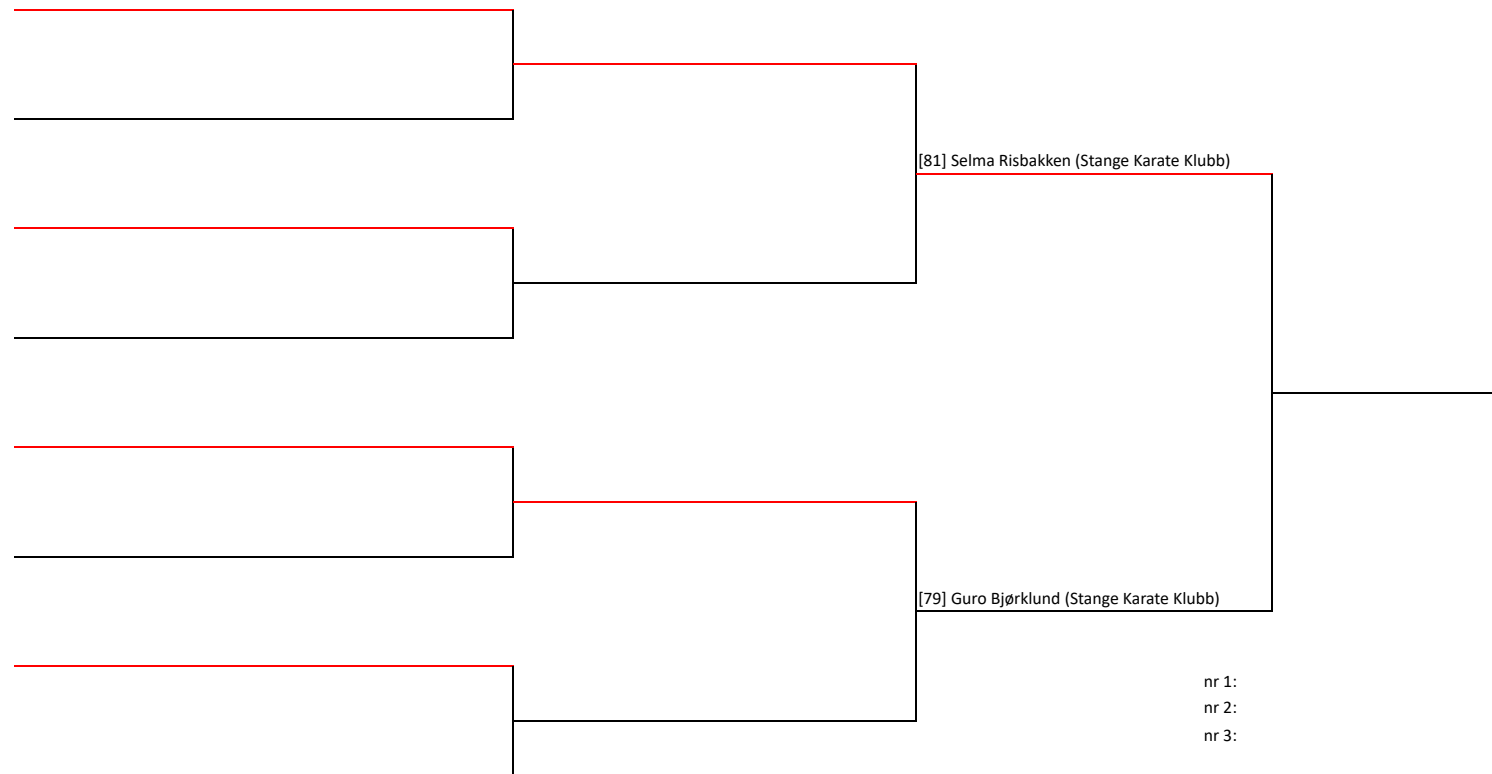 [81] Selma Risbakken (Stange Karate Klubb)
[79] Guro Bjørklund (Stange Karate Klubb)
nr 1:
nr 2:
nr 3: